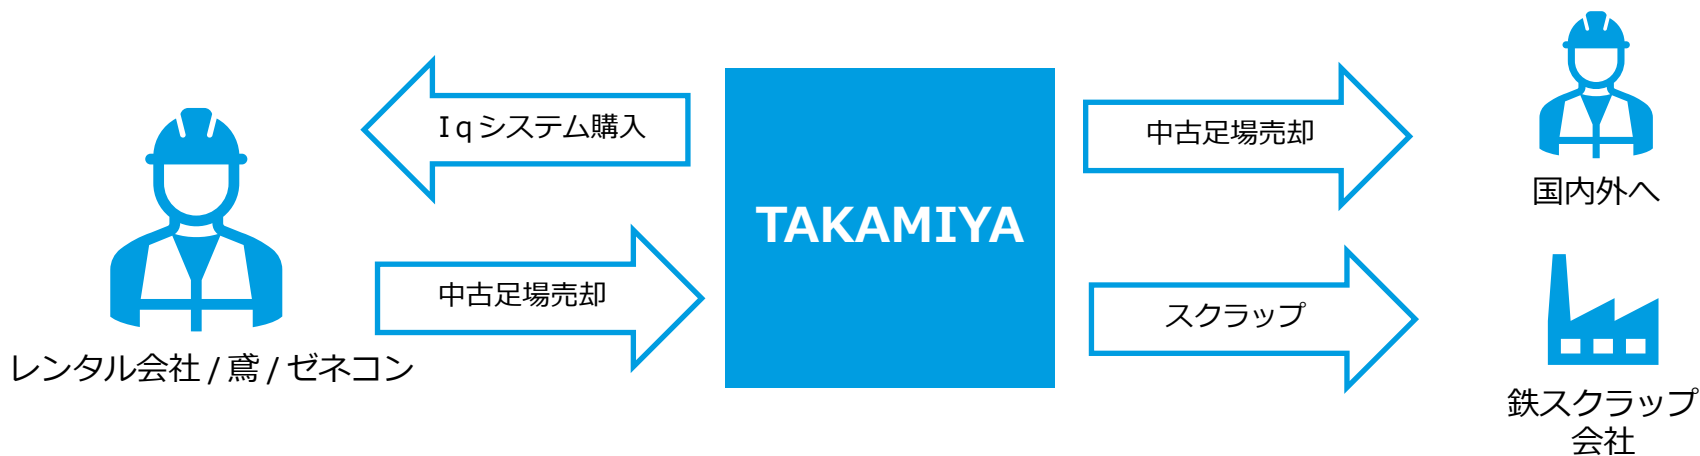 Iqシステム購入
中古足場売却
レンタル会社 / 鳶 / ゼネコン
TAKAMIYA
中古足場売却
国内外へ
スクラップ
鉄スクラップ
会社